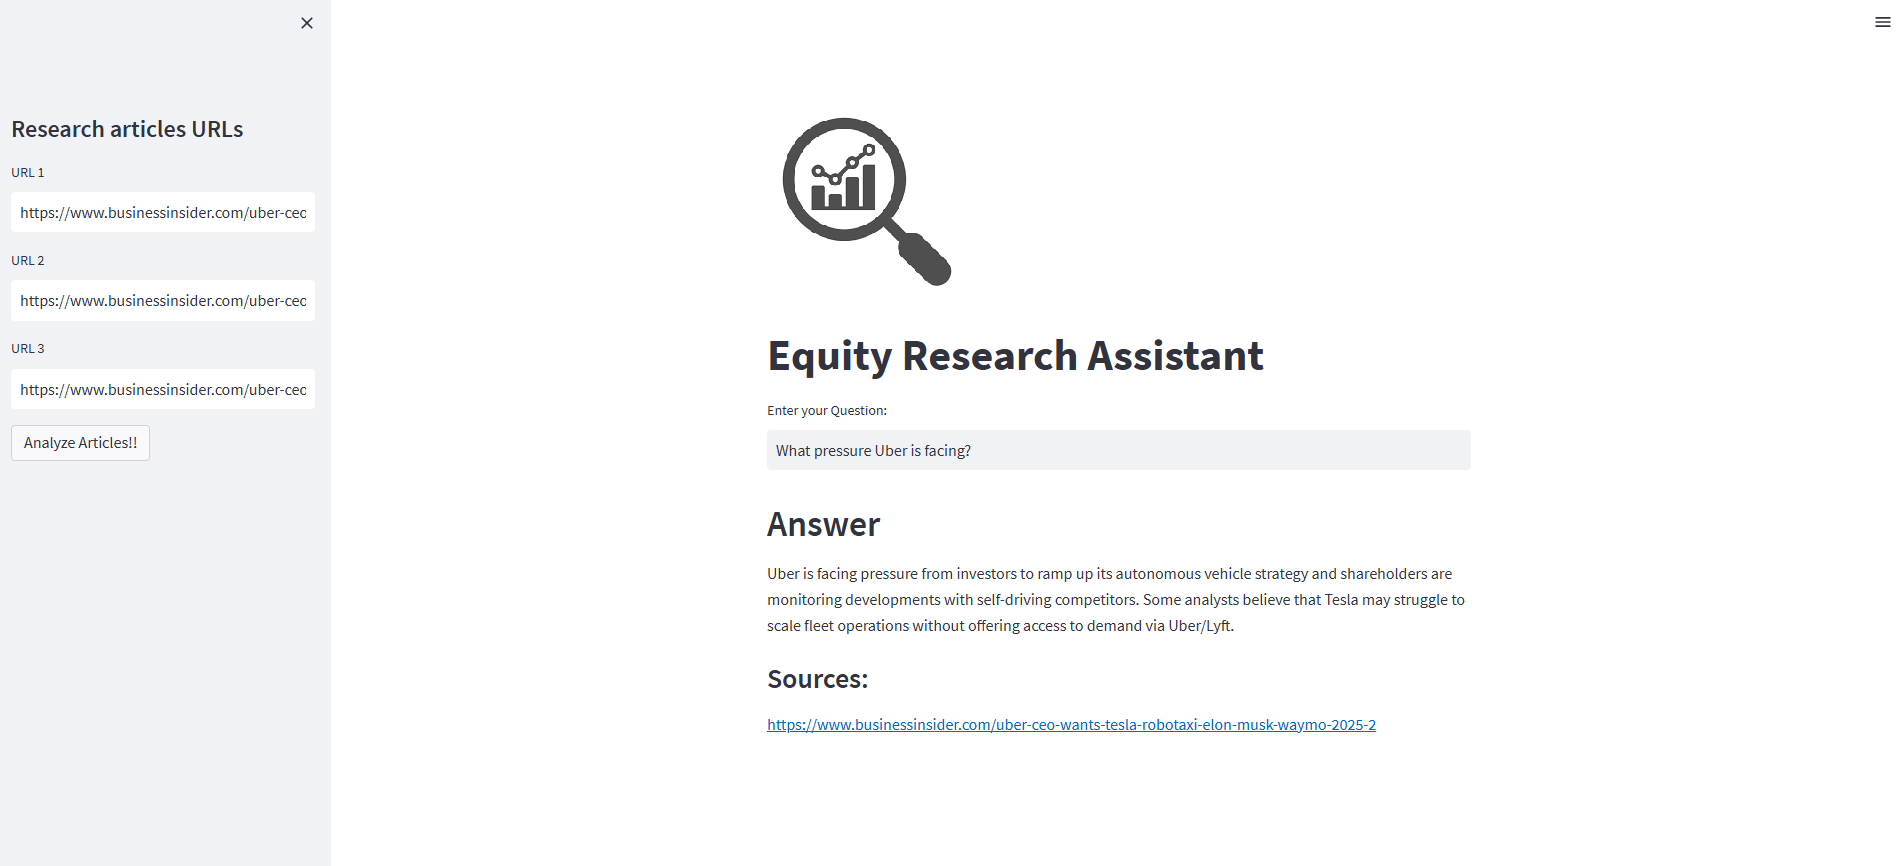 Research articles URLs
URL 1
https://www.businessinsider.com/uber-ceo
URL 2
https://www.businessinsider.com/uber-ceo
URL 3
https://www.businessinsider.com/uber-ceo
Analyze Articles!!
Equity Research Assistant
Enter your Question:
What pressure Uber is facing?
Answer
Uber is facing pressure from investors to ramp up its autonomous vehicle strategy and shareholders are
monitoring developments with self-driving competitors. Some analysts believe that Tesla may struggle to
scale fleet operations without offering access to demand via Uber/Lyft.
Sources:
https://www.businessinsider.com/uber-ceo-wants-tesla-robotaxi-elon-musk-waymo-2025-2